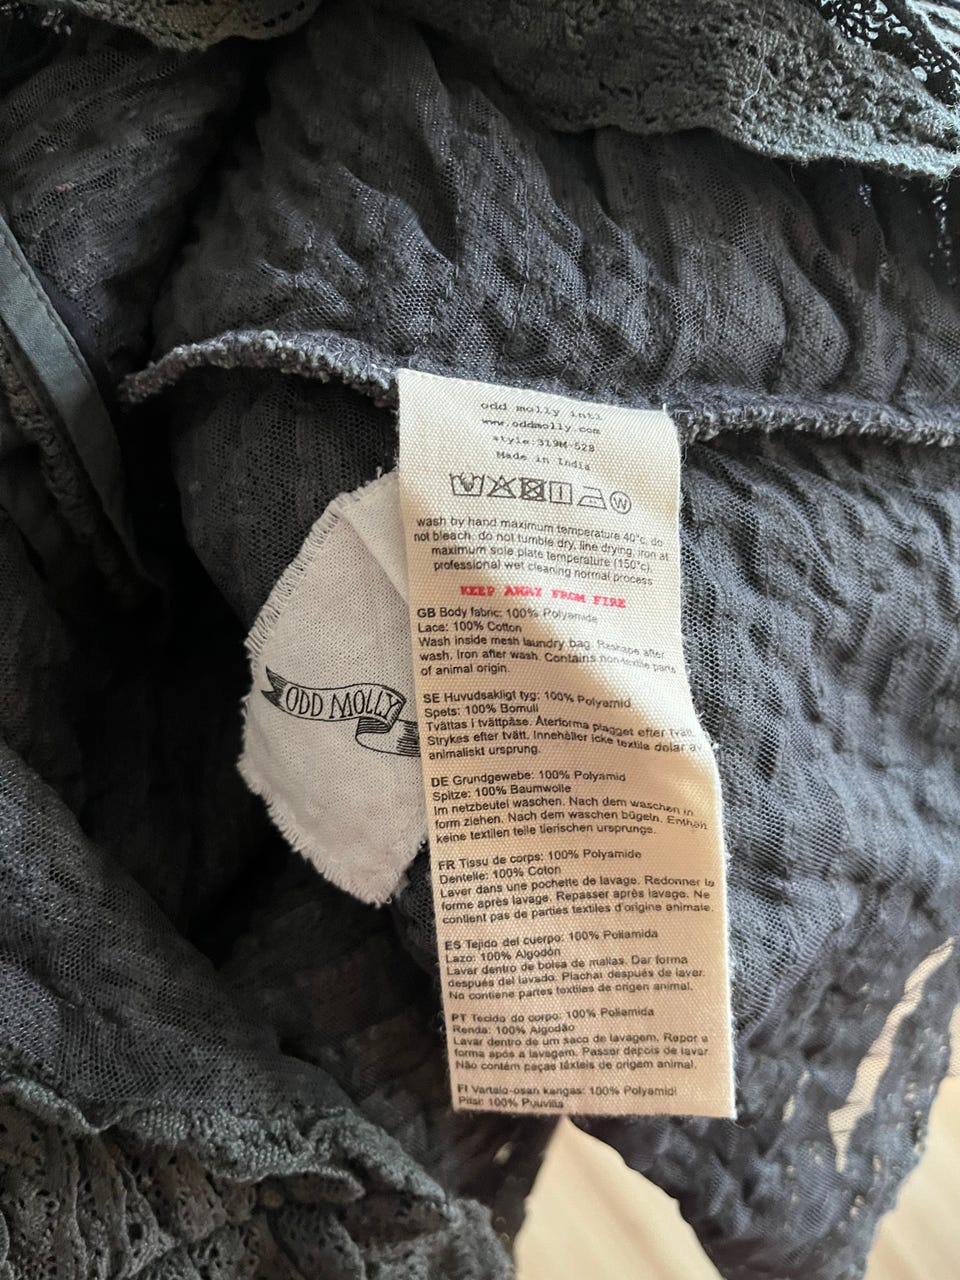 odd molly intl
www.oddmolly.com
style:319M-528
Made in India
wash by hand maximum temperature 40°c, do
not bleach, do not tumble dry, line drying, iron at
maximum sole plate temperature (150°c),
professional wet cleaning normal process
KEEP AWAY FROM FIRE
GB Body fabric: 100% Polyamide
Lace: 100% Cotton
Wash inside mesh laundry bag. Reshape after
wash. Iron after wash. Contains non-textile parts
of animal origin.
SE Huvudsakligt tyg: 100% Polyamid
Spets: 100% Bomull
Tvättas i tvättpåse. Återforma plagget efter tvätt.
Strykes efter tvätt. Innehåller icke textila delar av
animaliskt ursprung.
DE Grundgewebe: 100% Polyamid
Spitze: 100% Baumwolle
Im netzbeutel waschen. Nach dem waschen in
form ziehen. Nach dem waschen bügeln. Enthält
keine textilen teile tierischen ursprungs.
FR Tissu de corps: 100% Polyamide
Dentelle: 100% Coton
Laver dans une pochette de lavage. Redonner la
forme après lavage. Repasser après lavage. Ne
contient pas de parties textiles d'origine animale.
ES Tejido del cuerpo: 100% Poliamida
Lazo: 100% Algodón
Lavar dentro de bolsa de mallas. Dar forma
después del lavado. Plachar después de lavar.
No contiene partes textilas de origen animal.
PT Tecido do corpo: 100% Poliamida
Renda: 100% Algodão
Lavar dentro de um saco de lavagem. Repor a
forma após a lavagem. Passar depois de lavar.
Não contém peças têxteis de origem animal.
FI Vartalo-osan kangas: 100% Polyamidi
Pitsi: 100% Puuvilla
W
ODD MOLLY